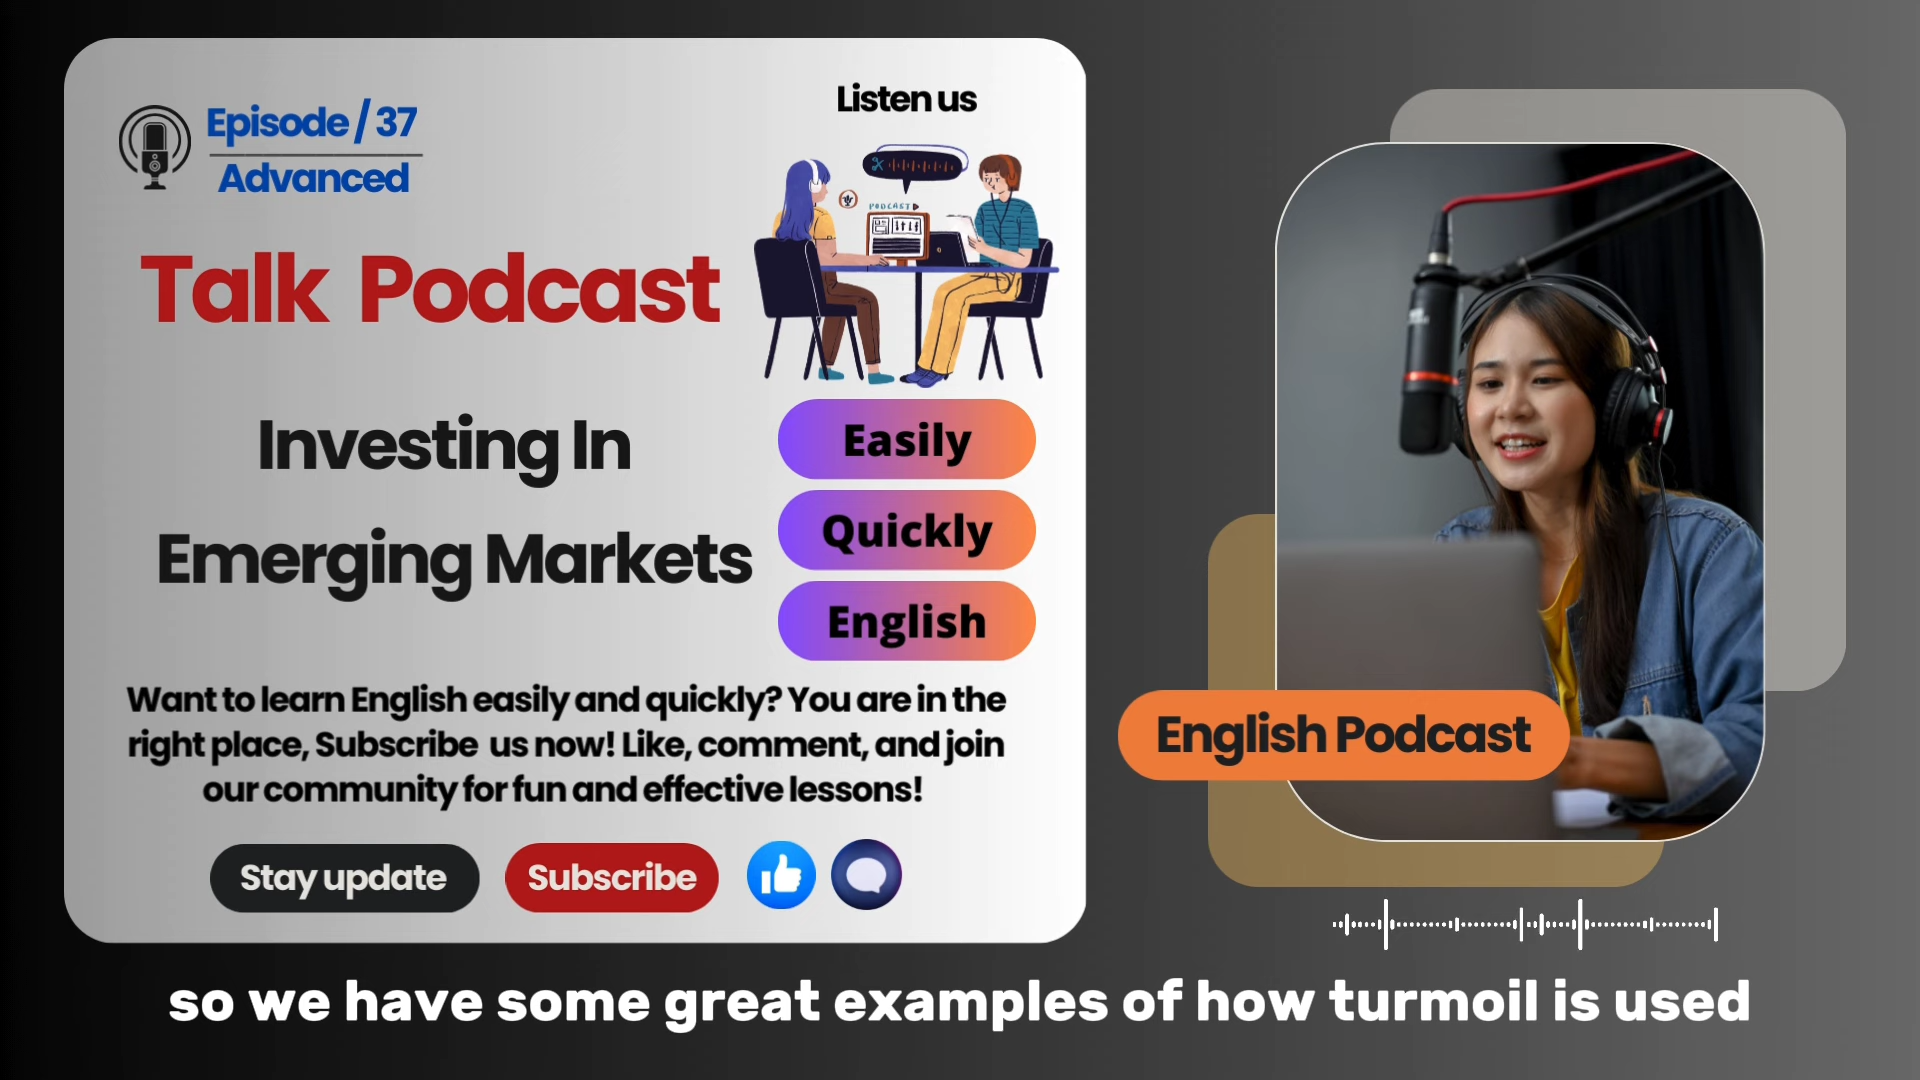 Episode / 37
Advanced
Listen us
PODCAST
Talk Podcast
Investing In
Emerging Markets
Easily
Quickly
English
Want to learn English easily and quickly? You are in the
right place, Subscribe us now! Like, comment, and join
our community for fun and effective lessons!
Stay update
Subscribe
English Podcast
so we have some great examples of how turmoil is used